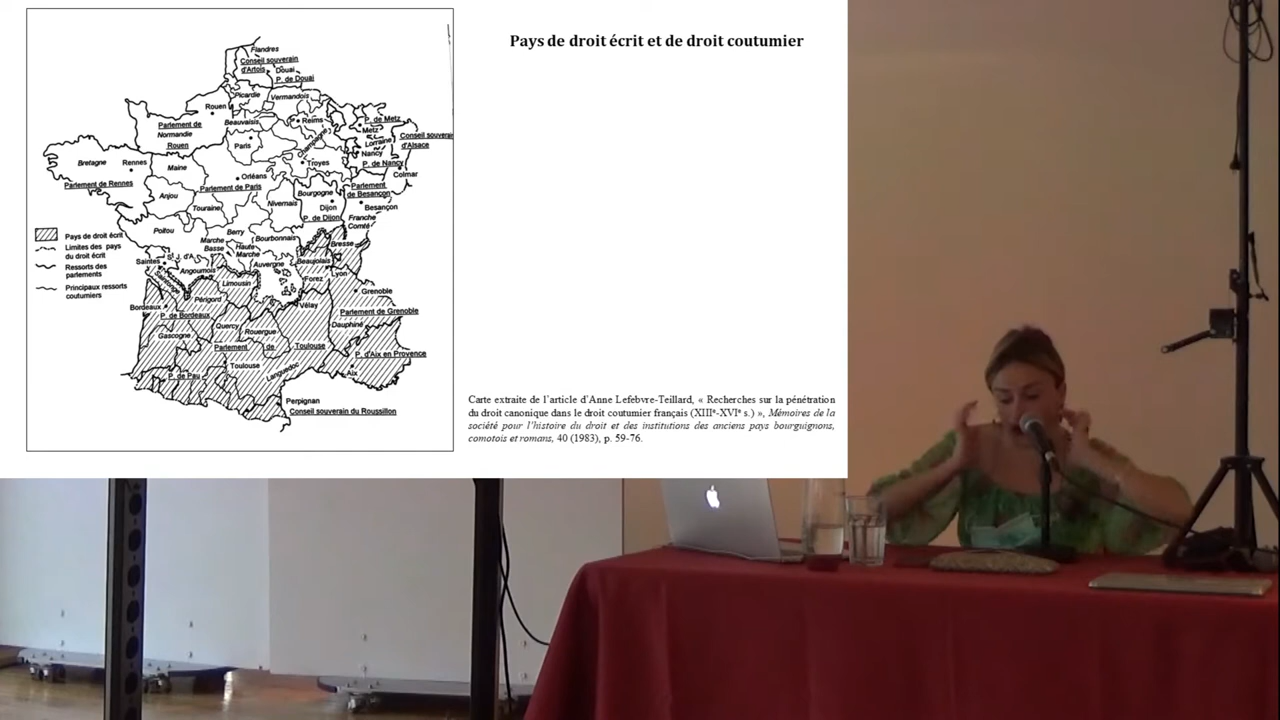 Pays de droit écrit et de droit coutumier
Flandres
Conseil souverain
d'Artois
Douai
P. de Douai
Picardie
Vermandois
Rouen
Beauvaisis
Reims
P. de Metz
Metz
Parlement de
Normandie
Rouen
Paris
Champagne
Lorraine
Conseil souverain
d'Alsace
Nancy
P. de Nancy
Bretagne
Rennes
Maine
Troyes
Colmar
Orléans
Parlement de Rennes
Parlement de Paris
Parlement
de Besançon
Anjou
Touraine
Nivernais
Bourgogne
Dijon
P. de Dijon
Besançon
Franche
Comté
Poitou
Berry
Bourbonnais
Marche
Basse
Haute
Marche
Bresse
Pays de droit écrit
Limites des pays
du droit écrit
Ressorts des
parlements
Principaux ressorts
coutumiers
Saintes
St J. d'A.
Angoumois
Saintonge
Auvergne
Beaujolais
Limousin
Forez
Lyon
Périgord
Grenoble
Bordeaux
P. de Bordeaux
Vélay
Parlement de Grenoble
Quercy
Rouergue
Dauphiné
Gascogne
Parlement de Toulouse
P. d'Aix en Provence
Toulouse
Languedoc
Aix
P. de Pau
Perpignan
Conseil souverain du Roussillon
Carte extraite de l'article d'Anne Lefebvre-Teillard, « Recherches sur la pénétration
du droit canonique dans le droit coutumier français (XIIIe-XVIe s.) », Mémoires de la
société pour l'histoire du droit et des institutions des anciens pays bourguignons,
comotois et romans, 40 (1983), p. 59-76.